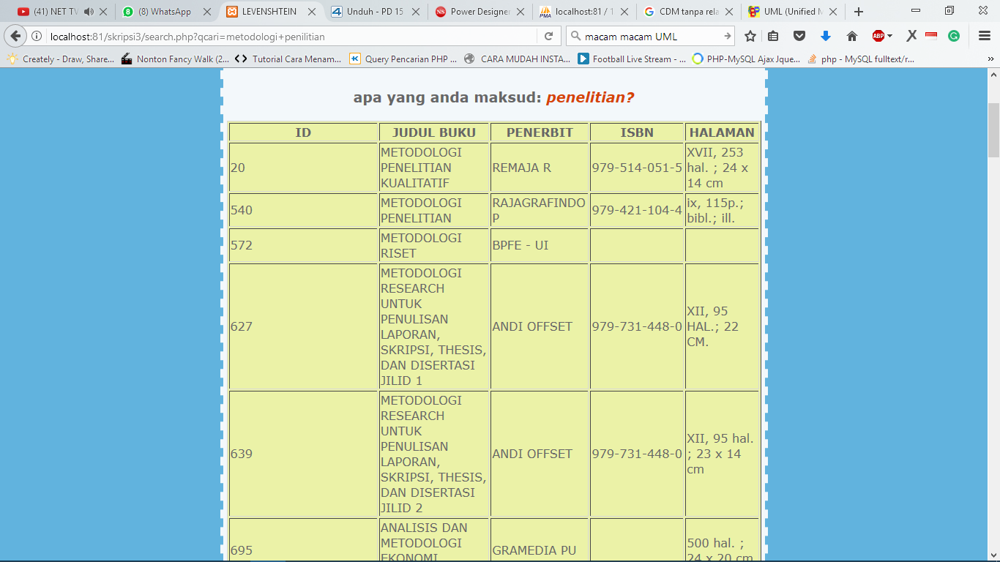 (41) NET TV
(8) WhatsApp
LEVENSHTEIN
Unduh - PD 15
Power Designer
localhost:81 / 1
CDM tanpa rela
UML (Unified M
localhost:81/skripsi3/search.php?qcari=metodologi+penilitian
macam macam UML
Creately - Draw, Share...
Nonton Fancy Walk (2...
Tutorial Cara Menam...
Query Pencarian PHP ...
CARA MUDAH INSTA...
Football Live Stream - ...
PHP-MySQL Ajax Jque...
php - MySQL fulltext/r...
apa yang anda maksud: penelitian?
ID JUDUL BUKU PENERBIT ISBN HALAMAN
20
METODOLOGI
PENELITIAN
KUALITATIF
REMAJA R
979-514-051-5
XVII, 253
hal. ; 24 x
14 cm
540
METODOLOGI
PENELITIAN
RAJAGRAFINDO
P
979-421-104-4
ix, 115p.;
bibl.; ill.
572
METODOLOGI
RISET
BPFE - UI
627
METODOLOGI
RESEARCH
UNTUK
PENULISAN
LAPORAN,
SKRIPSI, THESIS,
DAN DISERTASI
JILID 1
ANDI OFFSET
979-731-448-0
XII, 95
HAL.; 22
CM.
639
METODOLOGI
RESEARCH
UNTUK
PENULISAN
LAPORAN,
SKRIPSI, THESIS,
DAN DISERTASI
JILID 2
ANDI OFFSET
979-731-448-0
XII, 95 hal.
; 23 x 14
cm
695
ANALISIS DAN
METODOLOGI
EKONOMI
GRAMEDIA PU
500 hal. ;
24 x 20 cm